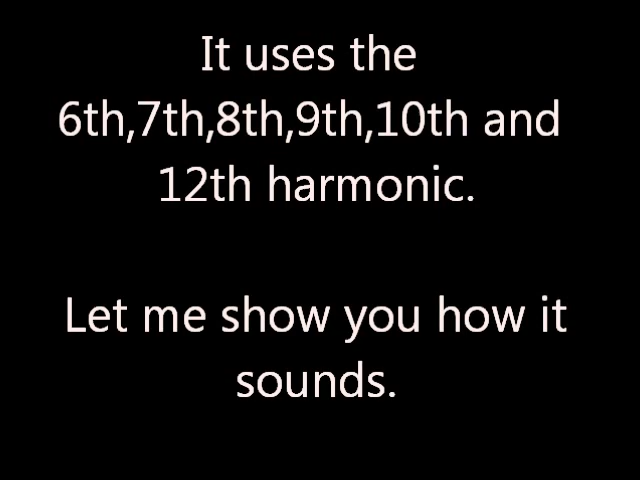 It uses the
6th,7th,8th,9th,10th and
12th harmonic.
Let me show you how it
sounds.